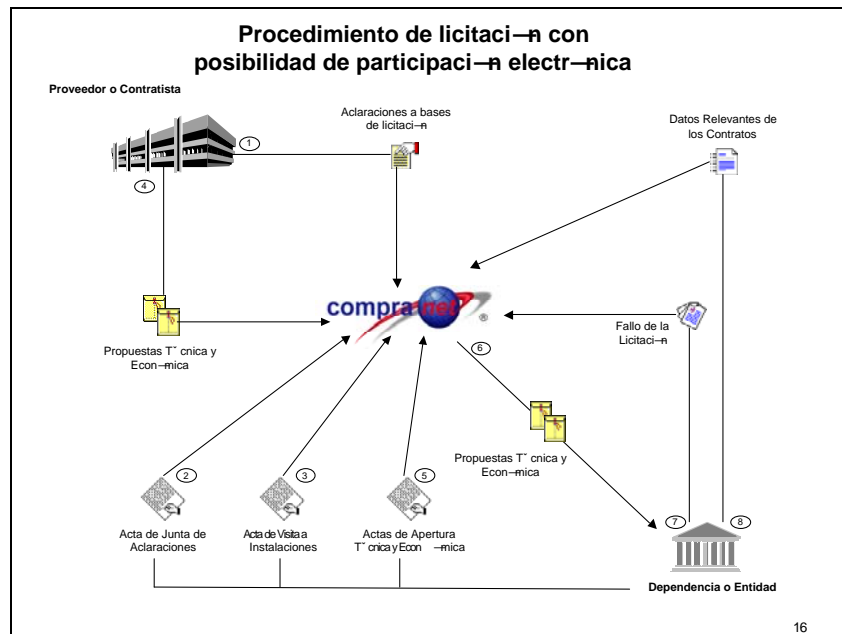 Procedimiento de licitaci—n con
posibilidad de participaci—n electr—nica
Proveedor o Contratista
Aclaraciones a bases
de licitaci—n
Datos Relevantes de
los Contratos
1
4
compranet
®
Fallo de la
Licitaci—n
Propuestas T˘cnica y
Econ—mica
6
Propuestas T˘cnica y
Econ—mica
2
3
5
7
8
Acta de Junta de
Aclaraciones
Acta de Visita a
Instalaciones
Actas de Apertura
T˘cnica y Econ—mica
Dependencia o Entidad
16